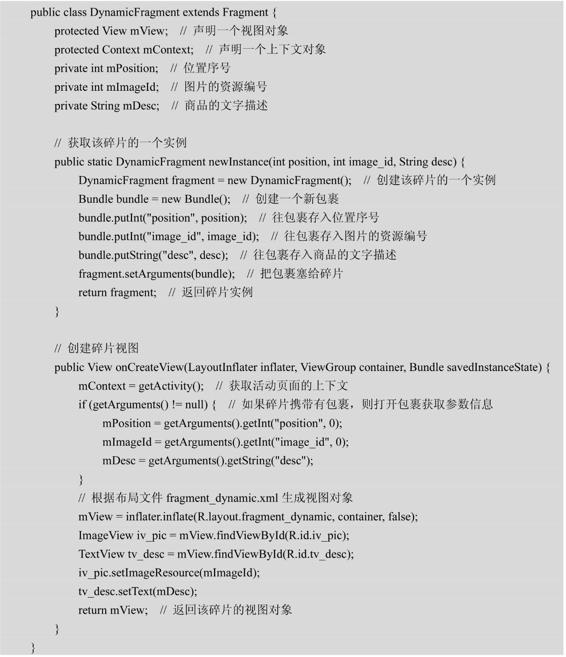 public class DynamicFragment extends Fragment {
protected View mView; // 声明一个视图对象
protected Context mContext; // 声明一个上下文对象
private int mPosition; // 位置序号
private int mImageId; // 图片的资源编号
private String mDesc; // 商品的文字描述
// 获取该碎片的一个实例
public static DynamicFragment newInstance(int position, int image_id, String desc) {
DynamicFragment fragment = new DynamicFragment(); // 创建该碎片的一个实例
Bundle bundle = new Bundle(); // 创建一个新包裹
bundle.putInt("position", position); // 往包裹存入位置序号
bundle.putInt("image_id", image_id); // 往包裹存入图片的资源编号
bundle.putString("desc", desc); // 往包裹存入商品的文字描述
fragment.setArguments(bundle); // 把包裹塞给碎片
return fragment; // 返回碎片实例
}
// 创建碎片视图
public View onCreateView(LayoutInflater inflater, ViewGroup container, Bundle savedInstanceState) {
mContext = getActivity(); // 获取活动页面的上下文
if (getArguments() != null) { // 如果碎片携带有包裹，则打开包裹获取参数信息
mPosition = getArguments().getInt("position", 0);
mImageId = getArguments().getInt("image_id", 0);
mDesc = getArguments().getString("desc");
}
// 根据布局文件 fragment_dynamic.xml 生成视图对象
mView = inflater.inflate(R.layout.fragment_dynamic, container, false);
ImageView iv_pic = mView.findViewById(R.id.iv_pic);
TextView tv_desc = mView.findViewById(R.id.tv_desc);
iv_pic.setImageResource(mImageId);
tv_desc.setText(mDesc);
return mView; // 返回该碎片的视图对象
}
}